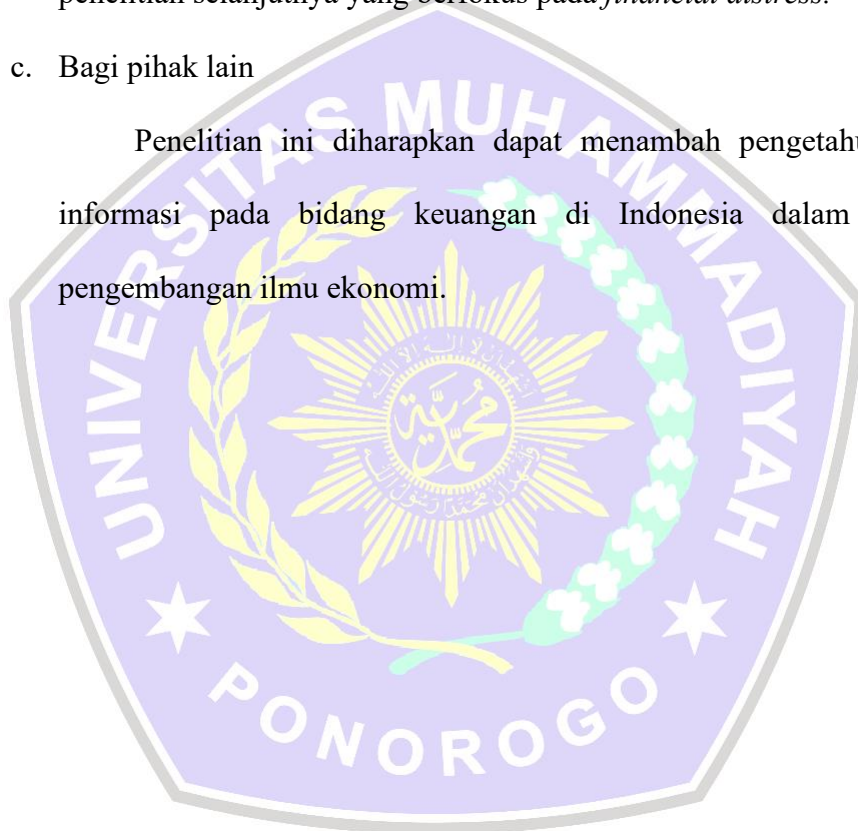 penelitian selanjutnya yang berfokus pada financial distress.
c. Bagi pihak lain
Penelitian ini diharapkan dapat menambah
informasi pada bidang keuangan di Indonesia dalam
pengembangan ilmu ekonomi.
UNIVERSITAS MUHAMMADIYAH
PONOROGO
محمدية